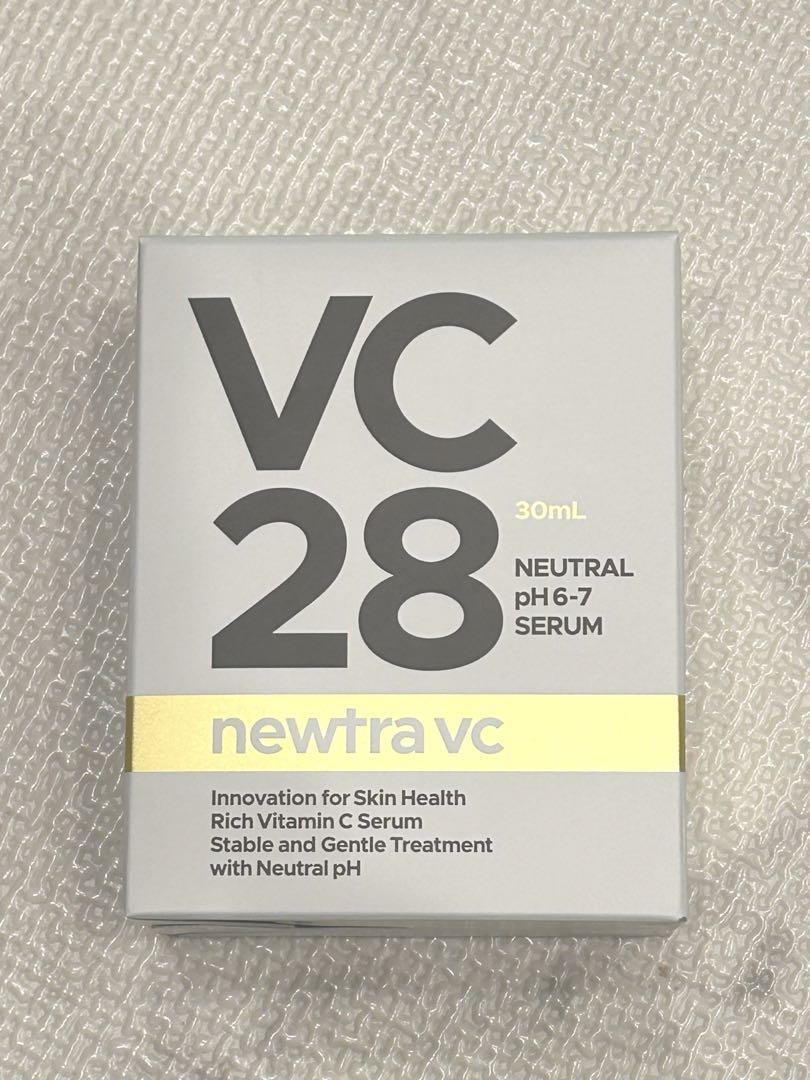 VC
28
30mL
NEUTRAL
pH 6-7
SERUM
newtra vc
Innovation for Skin Health
Rich Vitamin C Serum
Stable and Gentle Treatment
with Neutral pH